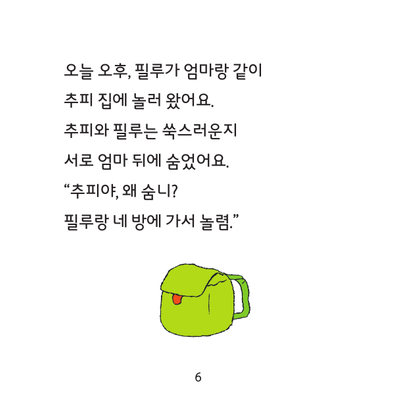 오늘 오후, 필루가 엄마랑 같이
추피 집에 놀러 왔어요.
추피와 필루는 쑥스러운지
서로 엄마 뒤에 숨었어요.
“추피야, 왜 숨니?
필루랑 네 방에 가서 놀렴.”
6